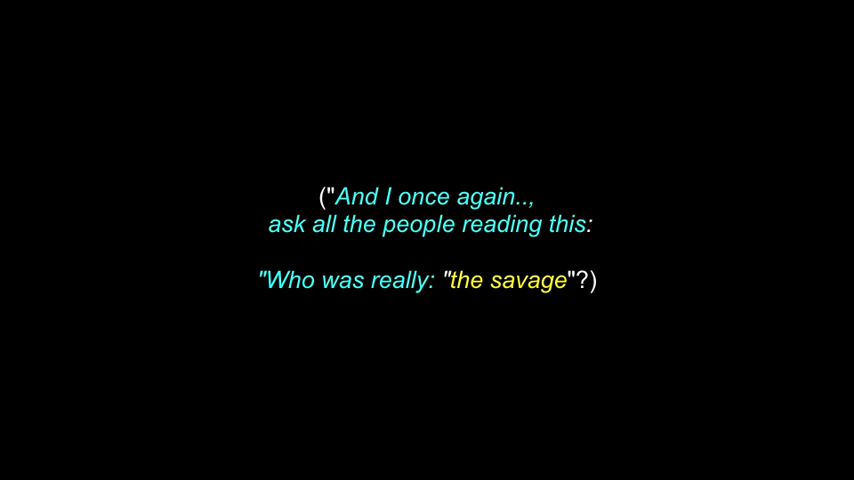 ("And I once again..,
ask all the people reading this:
"Who was really: "the savage"?)